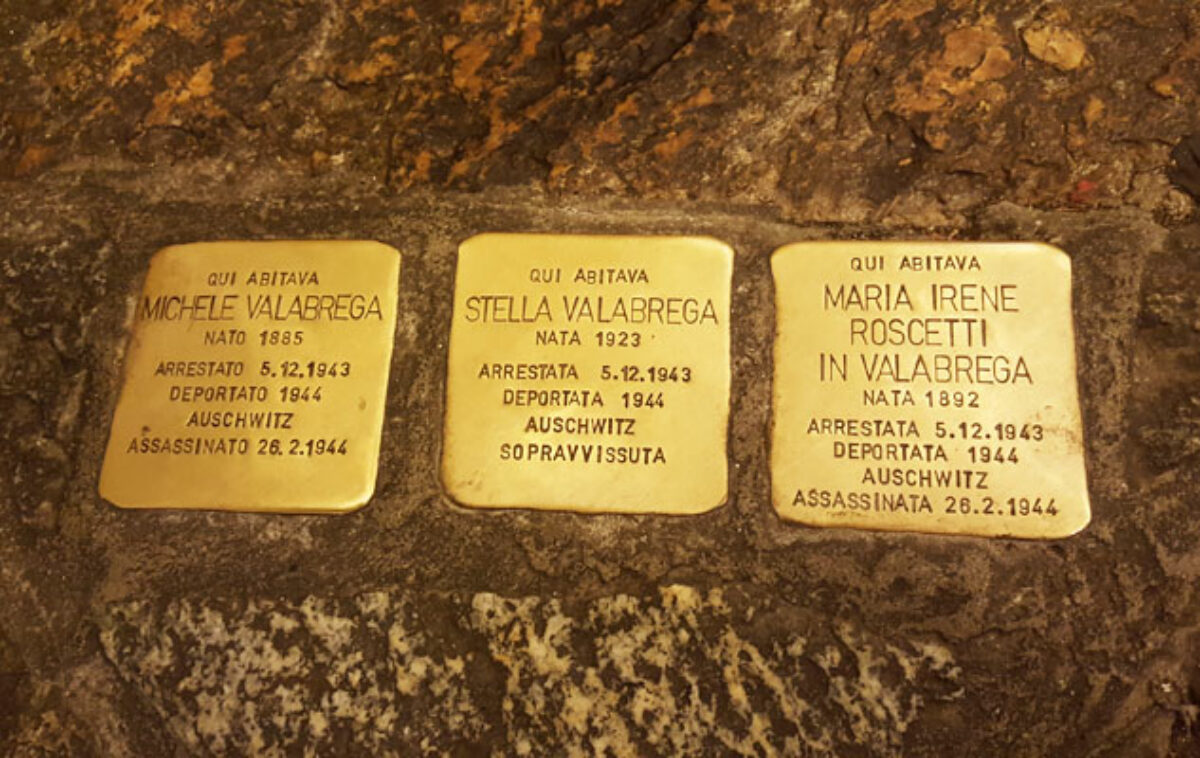 QUI ABITAVA
MICHELE VALABREGA
NATO 1885
ARRESTATO 5.12.1943
DEPORTATO 1944
AUSCHWITZ
ASSASSINATO 26.2.1944
QUI ABITAVA
STELLA VALABREGA
NATA 1923
ARRESTATA 5.12.1943
DEPORTATA 1944
AUSCHWITZ
SOPRAVVISSUTA
QUI ABITAVA
MARIA IRENE
ROSCETTI
IN VALABREGA
NATA 1892
ARRESTATA 5.12.1943
DEPORTATA 1944
AUSCHWITZ
ASSASSINATA 26.2.1944